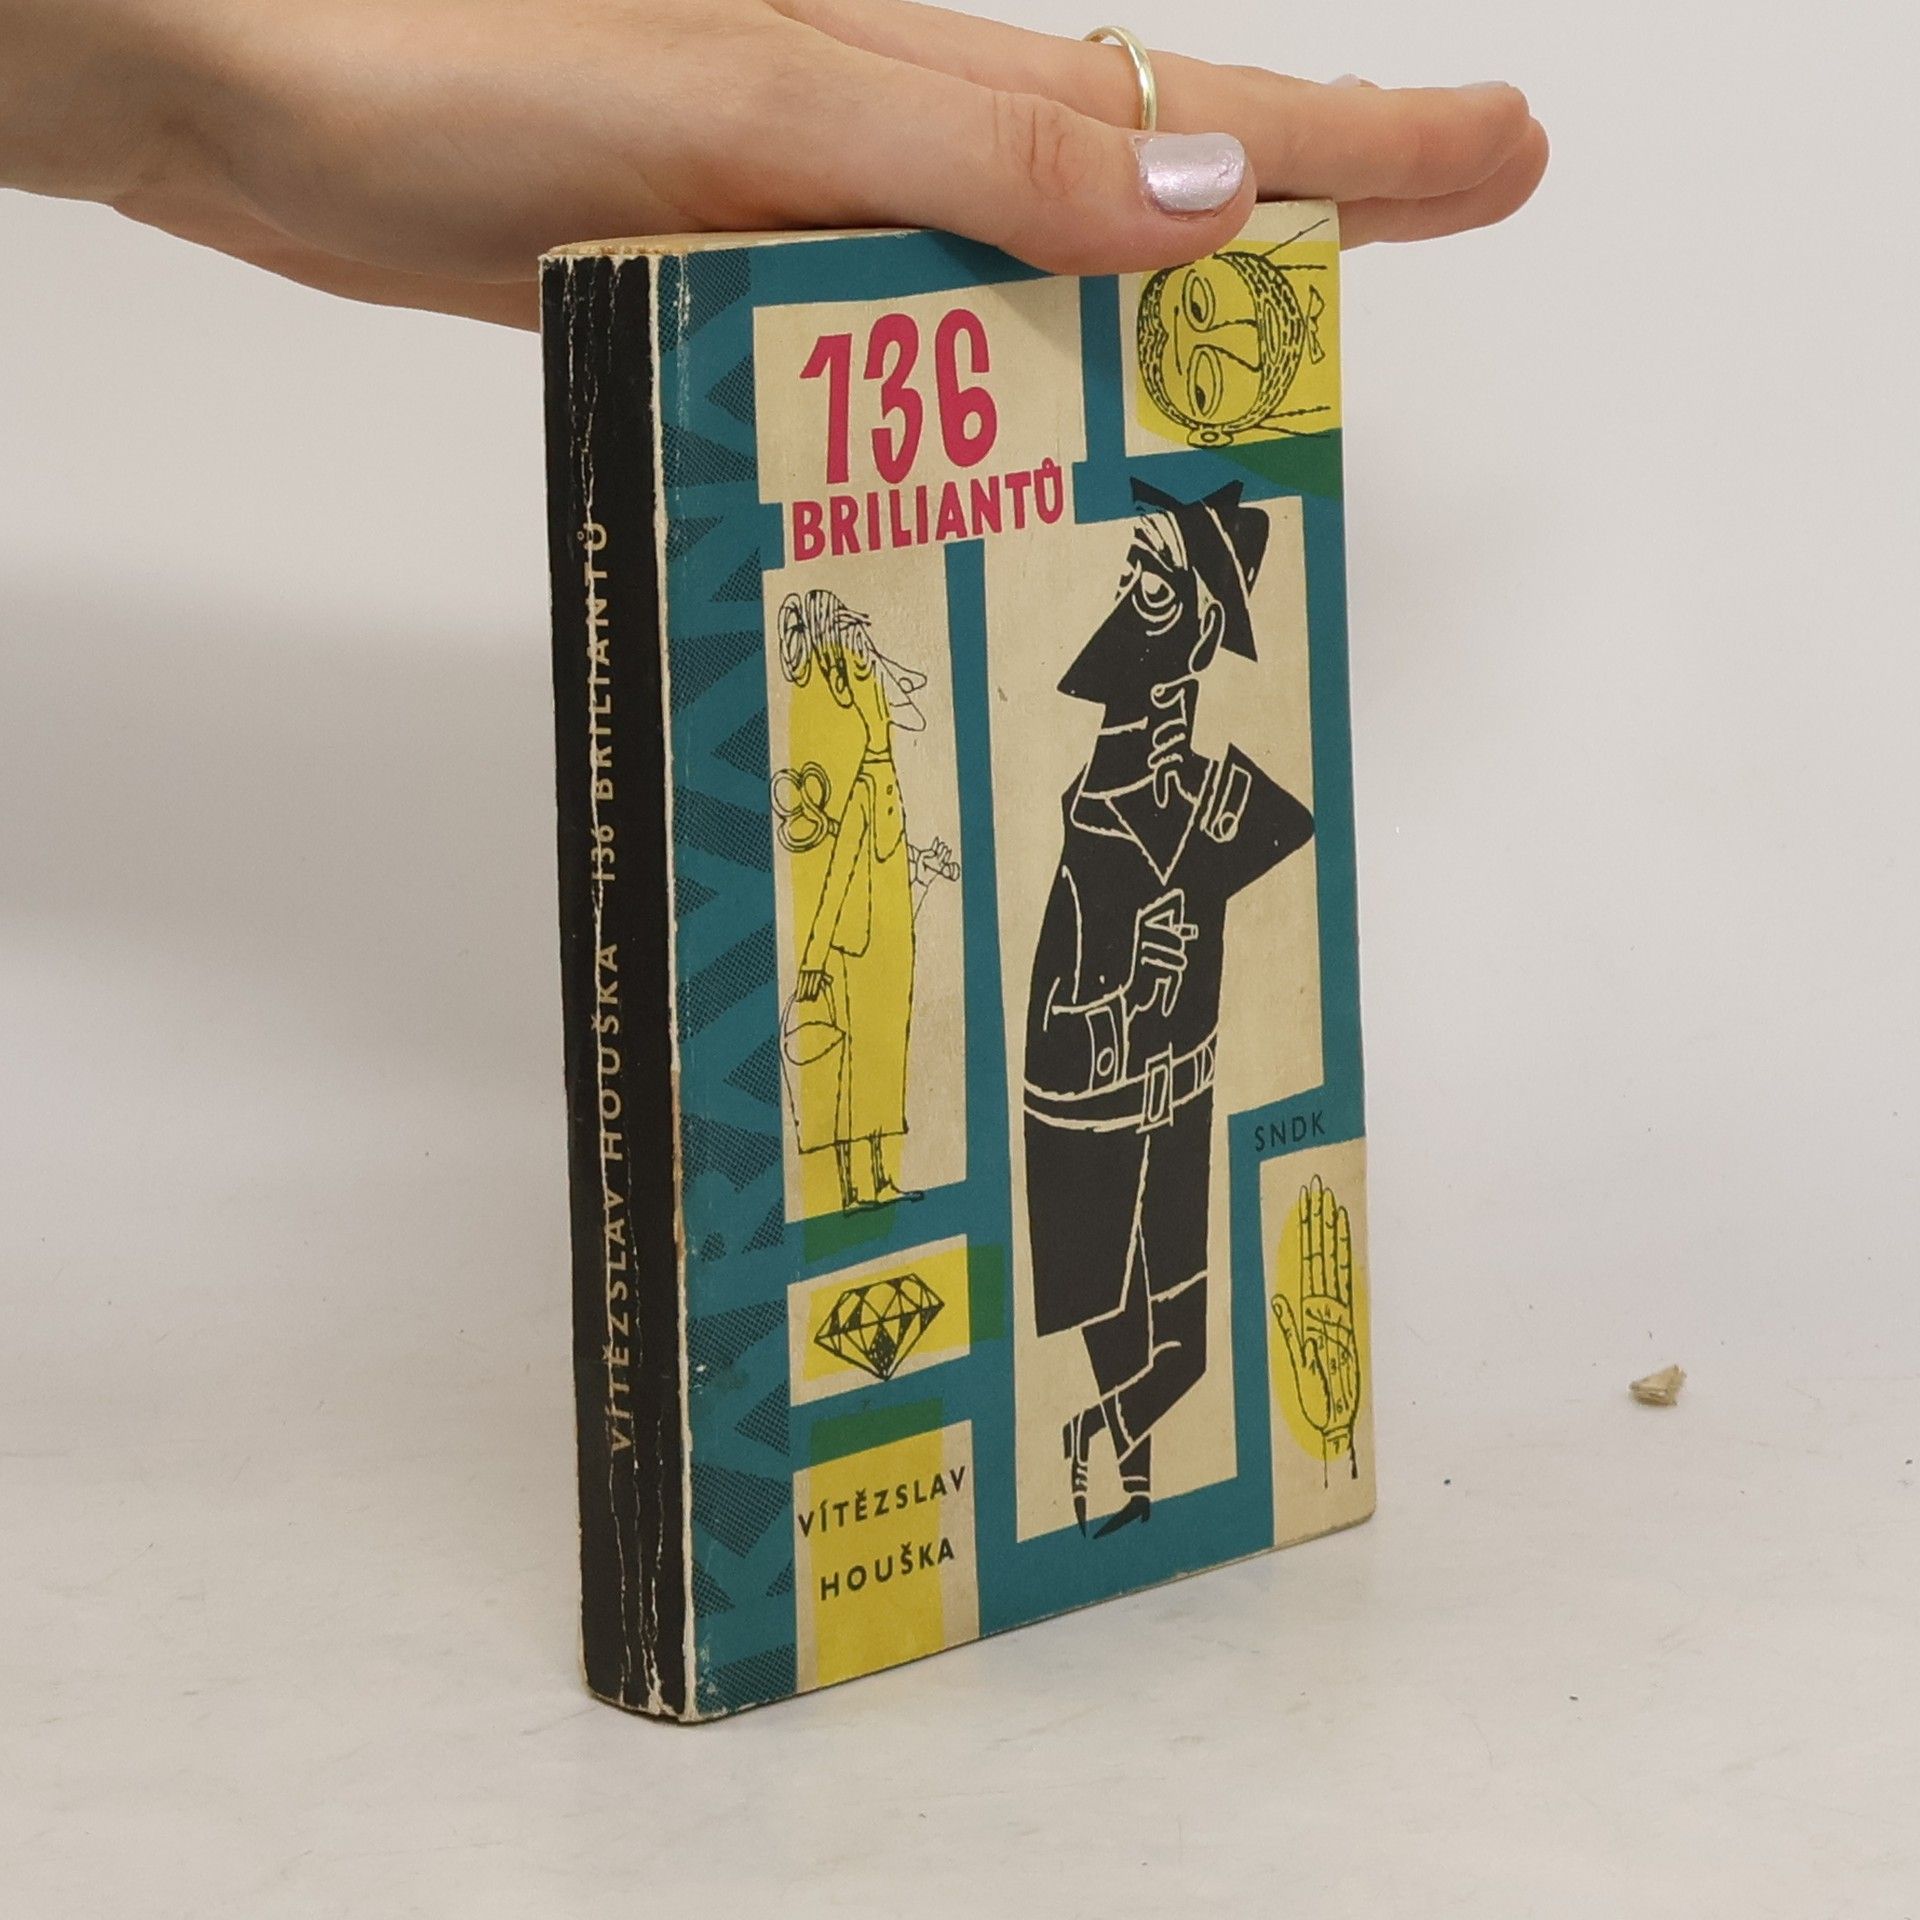 VÍTĚZSLAV HOUŠKA 136 BRILIANTŮ
136
BRILIANTŮ
SNDK
VÍTĚZSLAV
HOUŠKA